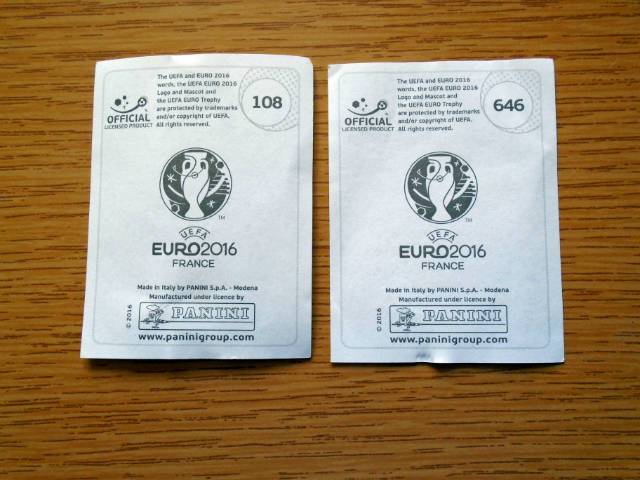 The UEFA and EURO 2016
words, the UEFA EURO 2016
Logo and Mascot and
the UEFA EURO Trophy
are protected by trademarks
and/or copyright of UEFA.
All rights reserved.
OFFICIAL
LICENSED PRODUCT
108
TM
UEFA
EURO2016
FRANCE
Made in Italy by PANINI S.p.A. - Modena
Manufactured under licence by
© 2016
PANINI
www.paninigroup.com
The UEFA and EURO 2016
words, the UEFA EURO 2016
Logo and Mascot and
the UEFA EURO Trophy
are protected by trademarks
and/or copyright of UEFA.
All rights reserved.
OFFICIAL
LICENSED PRODUCT
646
TM
UEFA
EURO2016
FRANCE
Made in Italy by PANINI S.p.A. - Modena
Manufactured under licence by
© 2016
PANINI
www.paninigroup.com